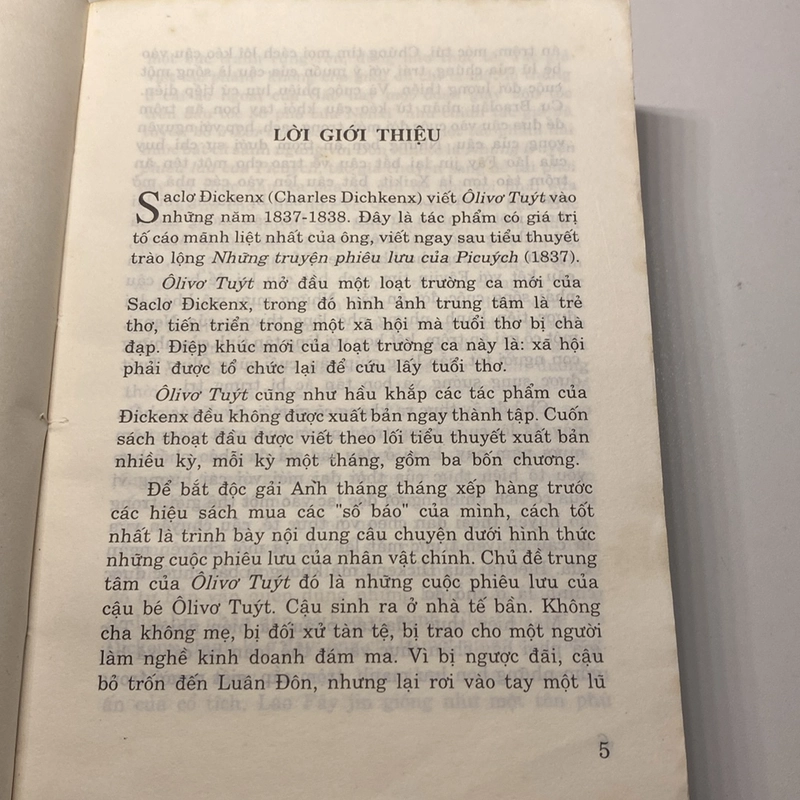 LỜI GIỚI THIỆU
Saclơ Đickenx (Charles Dichkenx) viết Ôlivơ Tuýt vào
những năm 1837-1838. Đây là tác phẩm có giá trị
tố cáo mãnh liệt nhất của ông, viết ngay sau tiểu thuyết
trào lộng Những truyện phiêu lưu của Picuých (1837).
Ôlivơ Tuýt mở đầu một loạt trường ca mới của
Saclơ Đickenx, trong đó hình ảnh trung tâm là trẻ
thơ, tiến triển trong một xã hội mà tuổi thơ bị chà
đạp. Điệp khúc mới của loạt trường ca này là: xã hội
phải được tổ chức lại để cứu lấy tuổi thơ.
Ôlivơ Tuýt cũng như hầu khắp các tác phẩm của
Đickenx đều không được xuất bản ngay thành tập. Cuốn
sách thoạt đầu được viết theo lối tiểu thuyết xuất bản
nhiều kỳ, mỗi kỳ một tháng, gồm ba bốn chương.
Để bắt độc gải Anh tháng tháng xếp hàng trước
các hiệu sách mua các "số báo" của mình, cách tốt
nhất là trình bày nội dung câu chuyện dưới hình thức
những cuộc phiêu lưu của nhân vật chính. Chủ đề trung
tâm của Ôlivơ Tuýt đó là những cuộc phiêu lưu của
cậu bé Ôlivơ Tuýt. Cậu sinh ra ở nhà tế bần. Không
cha không mẹ, bị đối xử tàn tệ, bị trao cho một người
làm nghề kinh doanh đám ma. Vì bị ngược đãi, cậu
bỏ trốn đến Luân Đôn, nhưng lại rơi vào tay một lũ
5